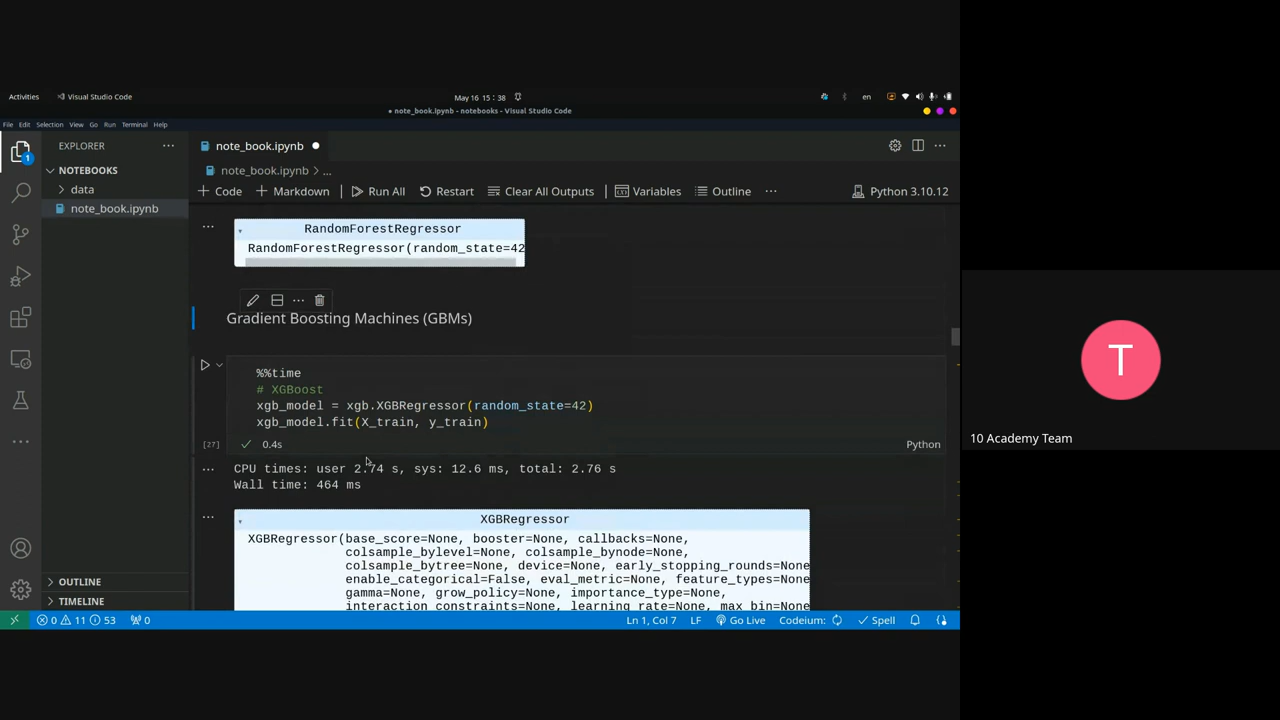 Activities
Visual Studio Code
May 16 15 : 38
en
● note_book.ipynb - notebooks - Visual Studio Code
File Edit Selection View Go Run Terminal Help
EXPLORER
note_book.ipynb
NOTEBOOKS
note_book.ipynb > ...
data
Code
Markdown
Run All
Restart
Clear All Outputs
Variables
Outline
Python 3.10.12
note_book.ipynb
1
RandomForestRegressor
RandomForestRegressor(random_state=42
Gradient Boosting Machines (GBMs)
%%time
# XGBoost
xgb_model = xgb.XGBRegressor(random_state=42)
xgb_model.fit(X_train, y_train)
[27]
0.4s
Python
CPU times: user 2.74 s, sys: 12.6 ms, total: 2.76 s
Wall time: 464 ms
XGBRegressor
XGBRegressor(base_score=None, booster=None, callbacks=None,
colsample_bylevel=None, colsample_bynode=None,
colsample_bytree=None, device=None, early_stopping_rounds=None
enable_categorical=False, eval_metric=None, feature_types=None,
gamma=None, grow_policy=None, importance_type=None,
interaction_constraints=None, learning_rate=None, max_bin=None
OUTLINE
TIMELINE
0 11 53 0
Ln 1, Col 7
LF
Go Live
Codeium:
Spell
T
10 Academy Team